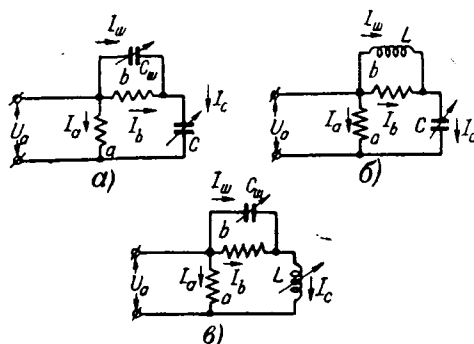 I_ш
b C_ш
U_a I_a a I_b I_c C
а)
I_ш L
b
U_a I_a a I_b C I_c
б)
I_ш C_ш
b
U_a I_a a I_b L I_c
в)